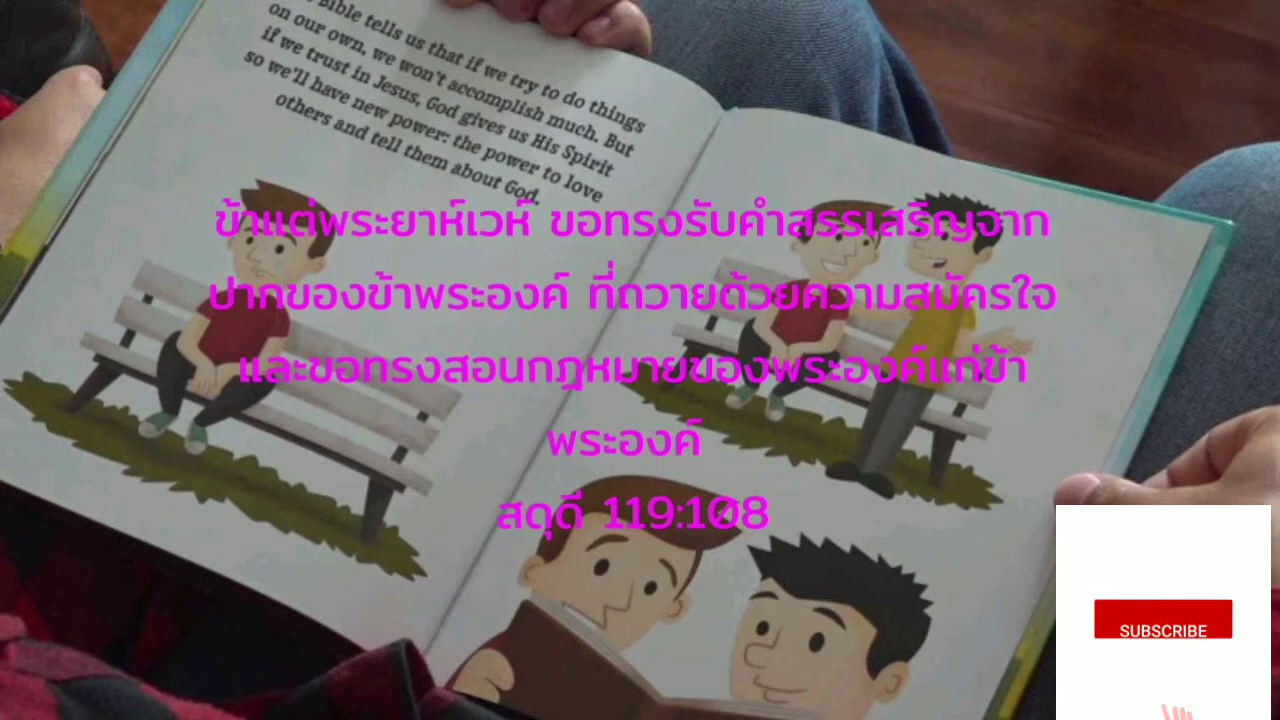 Bible tells us that if we try to do things
on our own, we won't accomplish much. But
if we trust in Jesus, God gives us His Spirit
so we'll have new power: the power to love
others and tell them about God.
ข้าแต่พระยาห์เวห์ ขอทรงรับคำสรรเสริญจาก
ปากของข้าพระองค์ ที่ถวายด้วยความสมัครใจ
และขอทรงสอนกฎหมายของพระองค์แก่ข้า
พระองค์
สดุดี 119:108
SUBSCRIBE